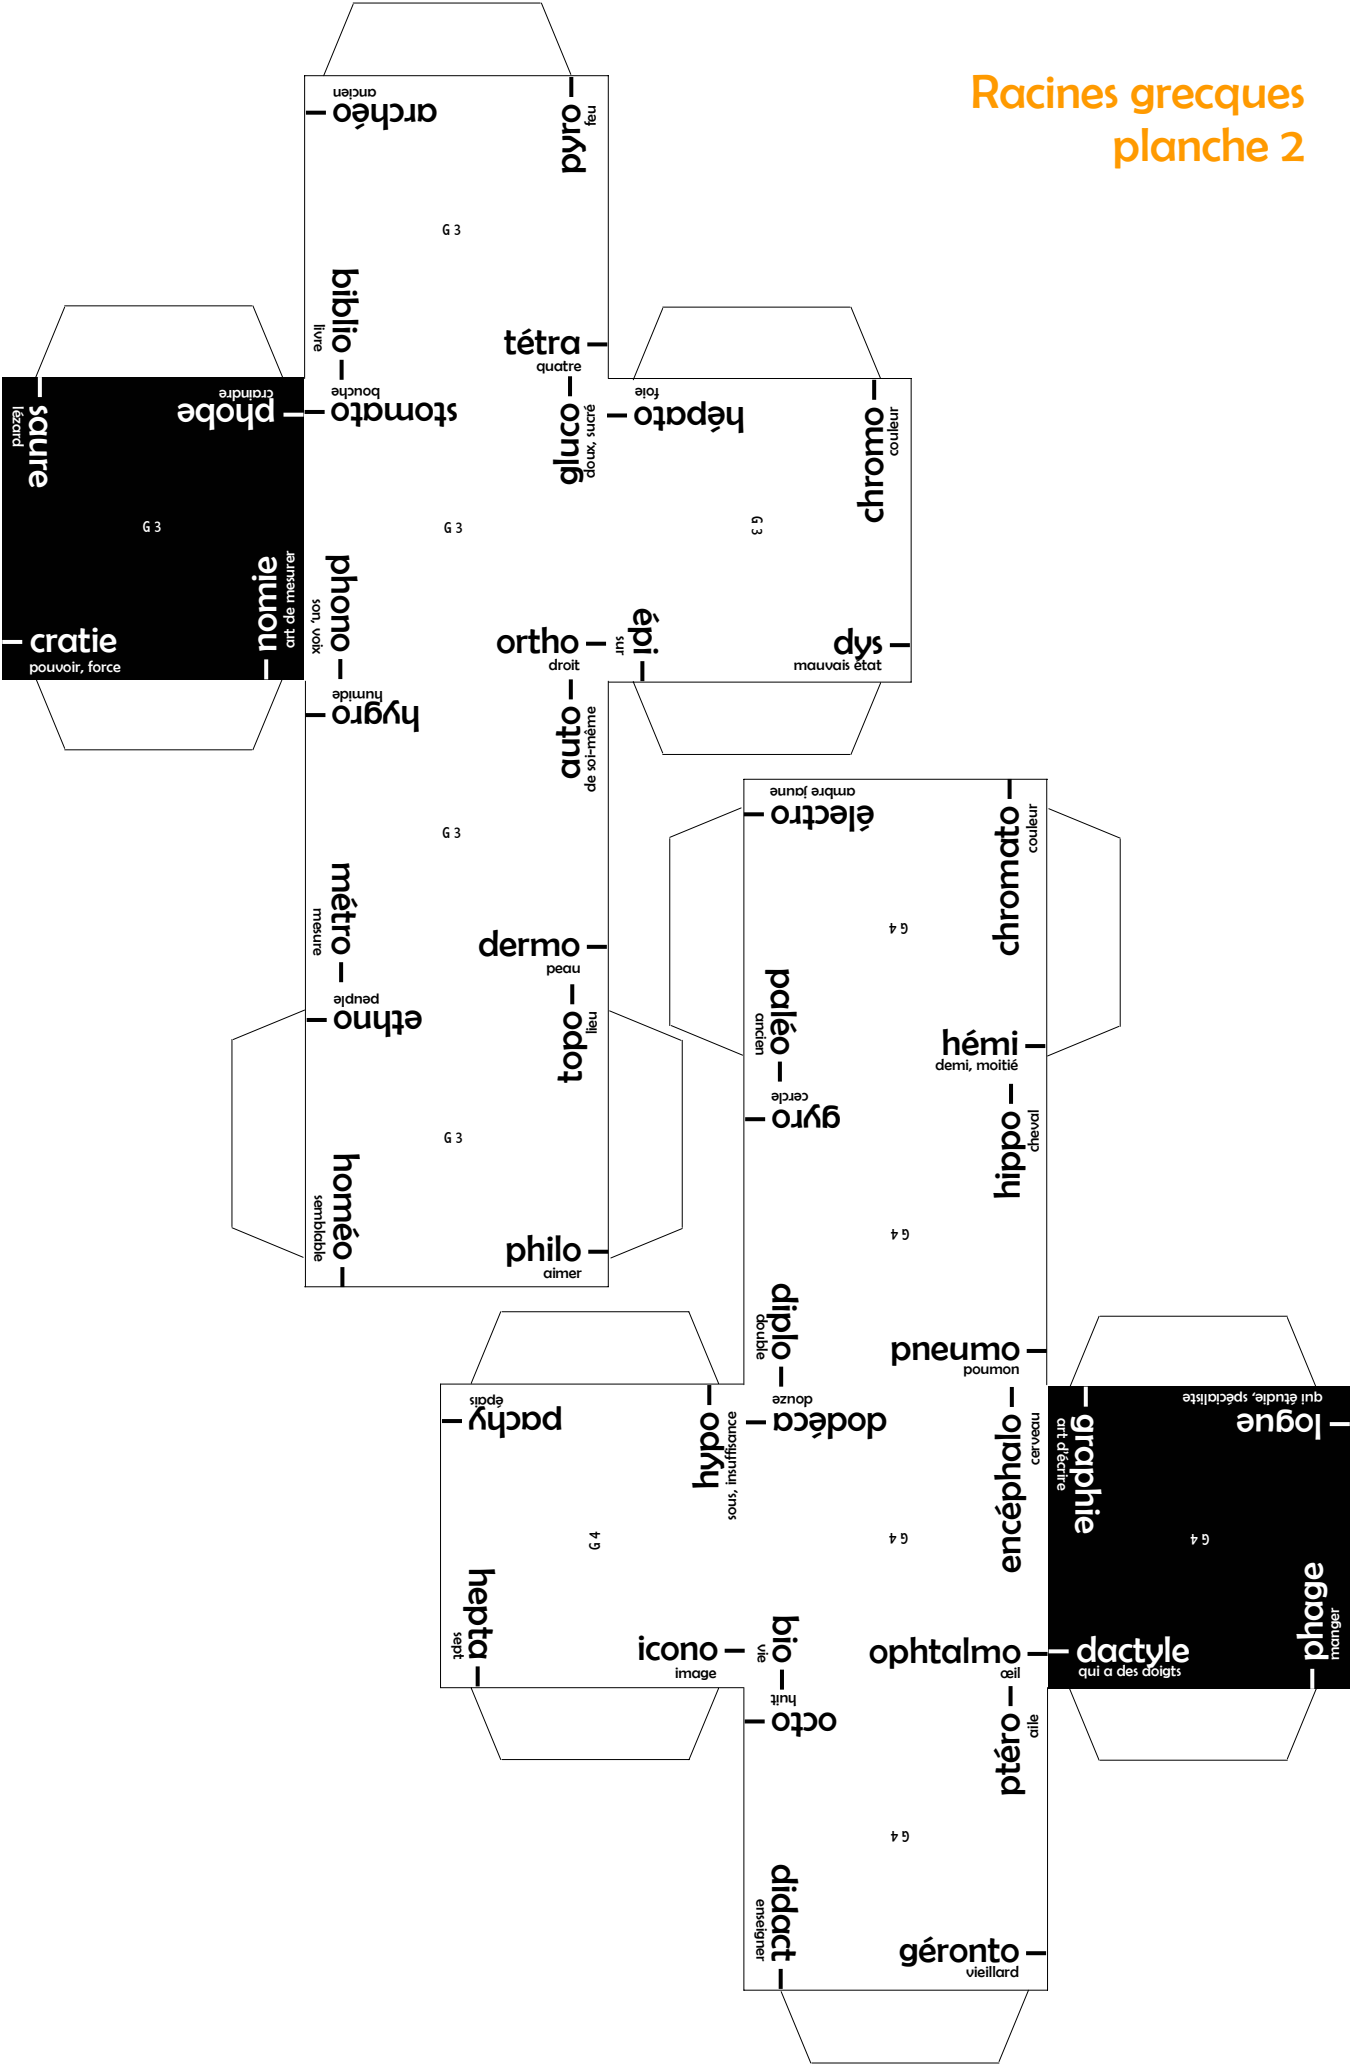 Racines grecques
planche 2
archéo
ancien
pyro
feu
G 3
biblio
livre
tétra
quatre
saure
lézard
phobe
craindre
G 3
cratie
pouvoir, force
nomie
art de mesurer
stomato
bouche
gluco
doux, sucré
G 3
phono
son, voix
ortho
droit
hépato
foie
chromo
couleur
G 3
épi
sur
dys
mauvais état
hygro
humide
auto
de soi-même
G 3
métro
mesure
dermo
peau
ethno
peuple
topo
lieu
G 3
homéo
semblable
philo
aimer
électro
ambre jaune
chromato
couleur
G 4
paléo
ancien
hémi
demi, moitié
gyro
cercle
hippo
cheval
G 4
diplo
double
pneumo
poumon
pachy
épais
hypo
sous, insuffisance
G 4
hepta
sept
icono
image
dodéca
douze
encéphalo
cerveau
G 4
bio
vie
ophtalmo
œil
graphie
art d'écrire
logue
qui étudie, spécialiste
G 4
dactyle
qui a des doigts
phage
manger
octo
huit
ptéro
aile
G 4
didact
enseigner
géronto
vieillard